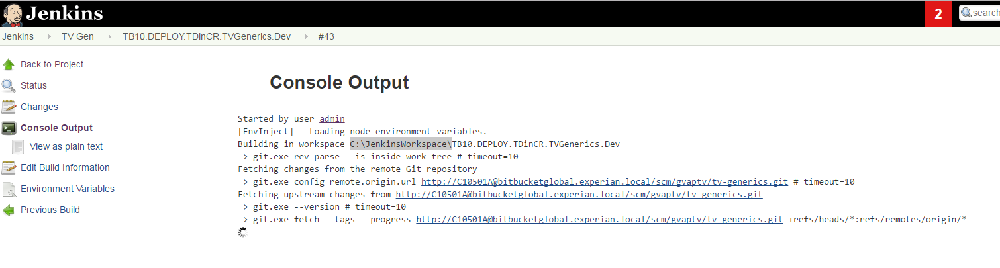 Jenkins
2
search
Jenkins
TV Gen
TB10.DEPLOY.TDinCR.TVGenerics.Dev
#43
Back to Project
Status
Changes
Console Output
View as plain text
Edit Build Information
Environment Variables
Previous Build
Console Output
Started by user admin
[EnvInject] - Loading node environment variables.
Building in workspace C:\JenkinsWorkspace\TB10.DEPLOY.TDinCR.TVGenerics.Dev
> git.exe rev-parse --is-inside-work-tree # timeout=10
Fetching changes from the remote Git repository
> git.exe config remote.origin.url http://C10501A@bitbucketglobal.experian.local/scm/gvaptv/tv-generics.git # timeout=10
Fetching upstream changes from http://C10501A@bitbucketglobal.experian.local/scm/gvaptv/tv-generics.git
> git.exe --version # timeout=10
> git.exe fetch --tags --progress http://C10501A@bitbucketglobal.experian.local/scm/gvaptv/tv-generics.git +refs/heads/*:refs/remotes/origin/*